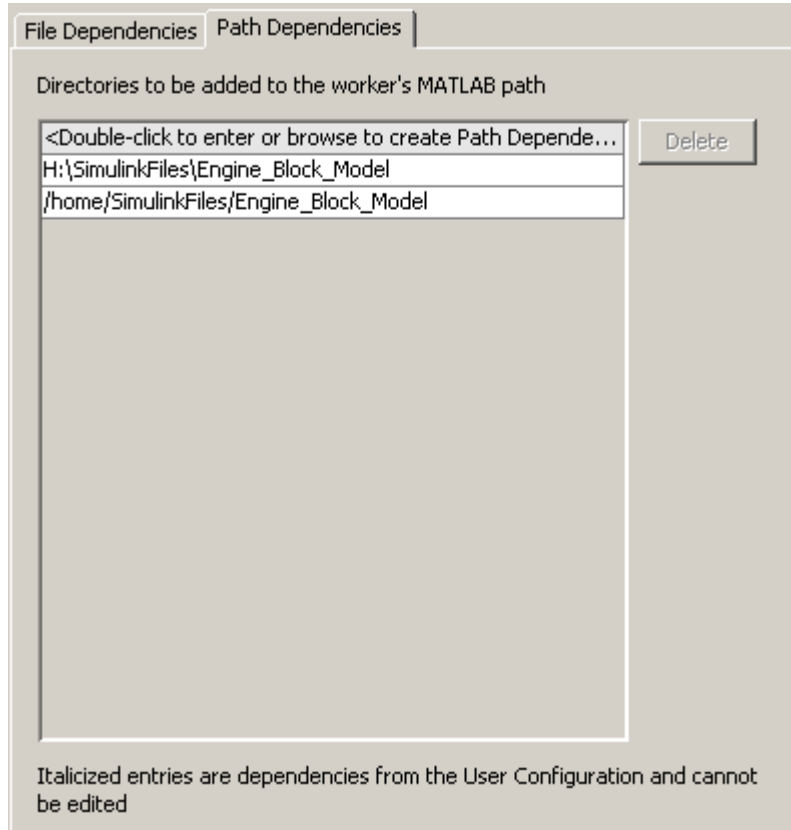 File Dependencies Path Dependencies
Directories to be added to the worker's MATLAB path
<Double-click to enter or browse to create Path Depende... Delete
H:\SimulinkFiles\Engine_Block_Model
/home/SimulinkFiles/Engine_Block_Model
Italicized entries are dependencies from the User Configuration and cannot
be edited